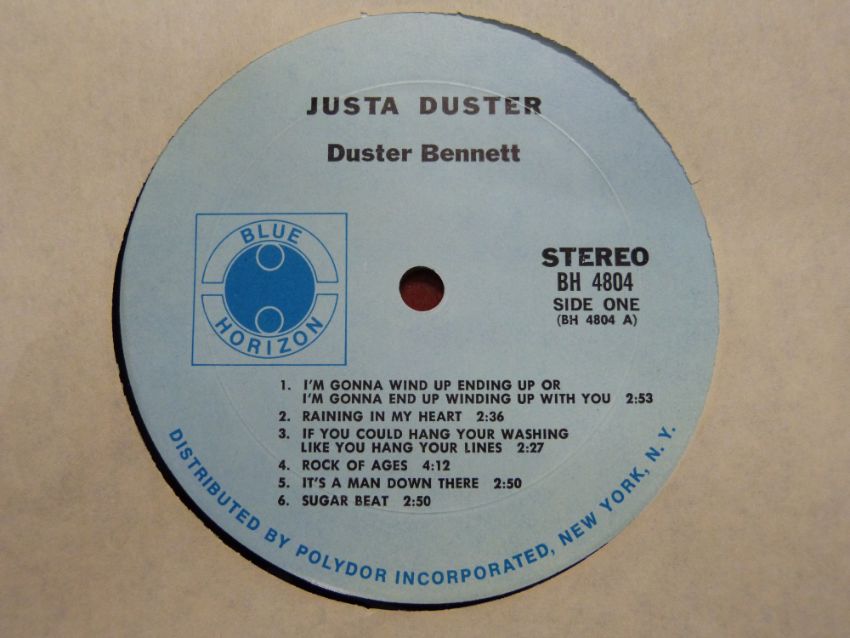 JUSTA DUSTER
Duster Bennett
BLUE
HORIZON
STEREO
BH 4804
SIDE ONE
(BH 4804 A)
1. I'M GONNA WIND UP ENDING UP OR
I'M GONNA END UP WINDING UP WITH YOU 2:53
2. RAINING IN MY HEART 2:36
3. IF YOU COULD HANG YOUR WASHING
LIKE YOU HANG YOUR LINES 2:27
4. ROCK OF AGES 4:12
5. IT'S A MAN DOWN THERE 2:50
6. SUGAR BEAT 2:50
DISTRIBUTED BY POLYDOR INCORPORATED, NEW YORK, N.Y.